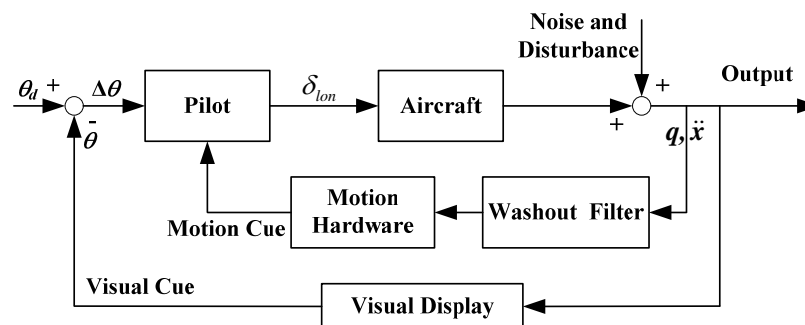 Noise and
Disturbance
Output
θd + Δθ
-
θ
Pilot
δlon
Aircraft
+
+
q, ẍ
Motion
Hardware
Washout Filter
Motion Cue
Visual Cue
Visual Display